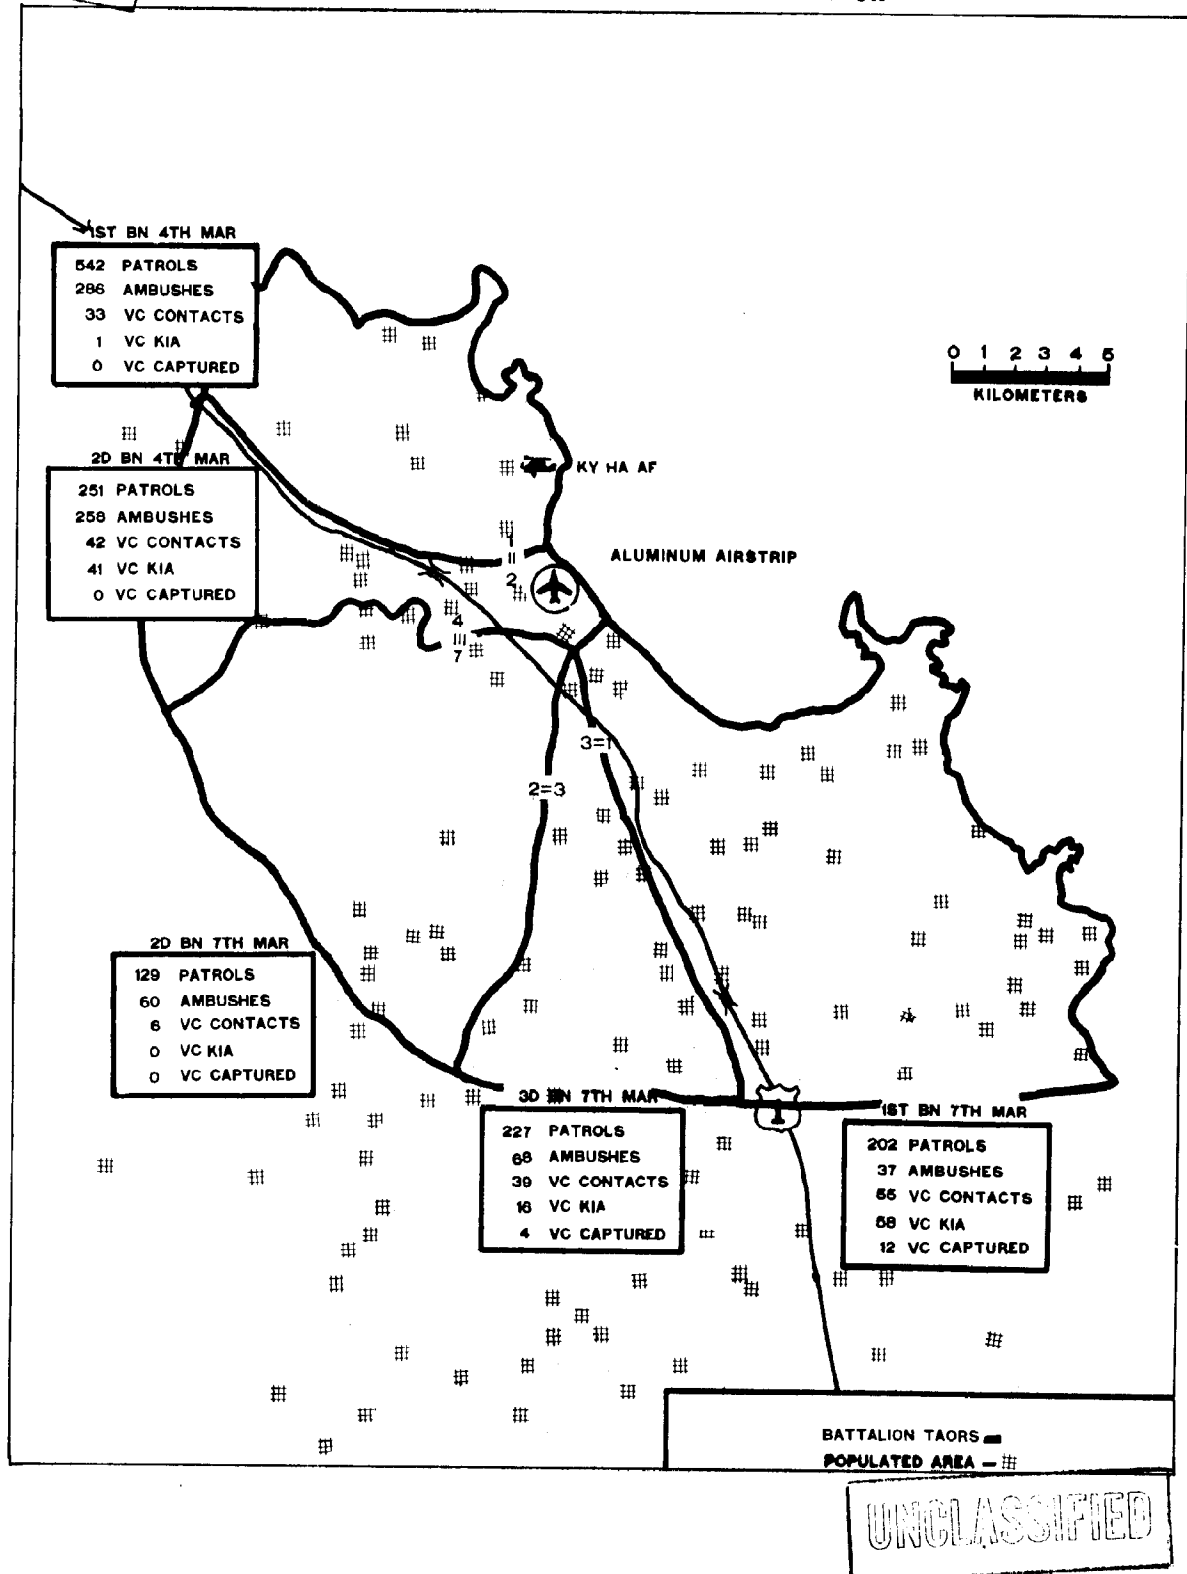 1ST BN 4TH MAR
542 PATROLS
286 AMBUSHES
33 VC CONTACTS
1 VC KIA
0 VC CAPTURED
0 1 2 3 4 5
KILOMETERS
2D BN 4TH MAR
251 PATROLS
258 AMBUSHES
42 VC CONTACTS
41 VC KIA
0 VC CAPTURED
KY HA AF
ALUMINUM AIRSTRIP
1
II
2
4
III
7
3=1
2=3
2D BN 7TH MAR
129 PATROLS
60 AMBUSHES
6 VC CONTACTS
0 VC KIA
0 VC CAPTURED
3D BN 7TH MAR
227 PATROLS
68 AMBUSHES
39 VC CONTACTS
16 VC KIA
4 VC CAPTURED
1
1ST BN 7TH MAR
202 PATROLS
37 AMBUSHES
55 VC CONTACTS
58 VC KIA
12 VC CAPTURED
BATTALION TAORS
POPULATED AREA –
UNCLASSIFIED